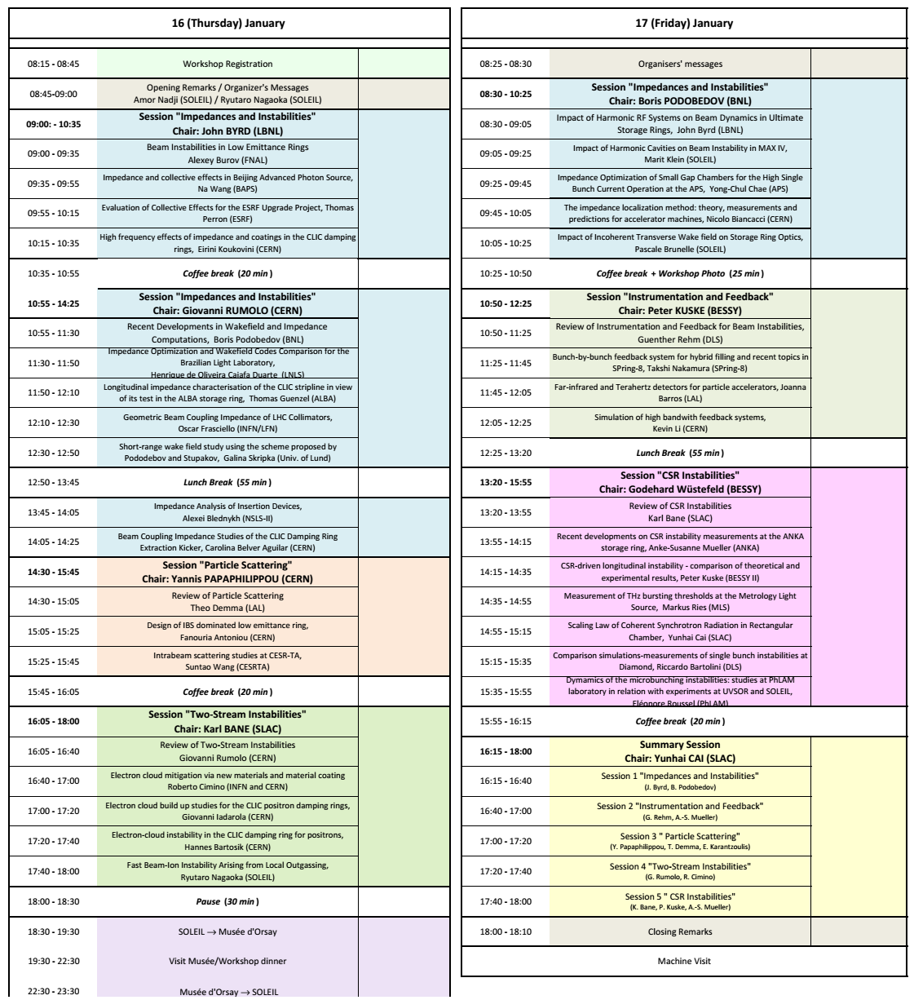 16 (Thursday) January
08:15 - 08:45
Workshop Registration
08:45-09:00
Opening Remarks / Organizer's Messages
Amor Nadji (SOLEIL) / Ryutaro Nagaoka (SOLEIL)
09:00: - 10:35
Session "Impedances and Instabilities"
Chair: John BYRD (LBNL)
09:00 - 09:35
Beam Instabilities in Low Emittance Rings
Alexey Burov (FNAL)
09:35 - 09:55
Impedance and collective effects in Beijing Advanced Photon Source,
Na Wang (BAPS)
09:55 - 10:15
Evaluation of Collective Effects for the ESRF Upgrade Project, Thomas
Perron (ESRF)
10:15 - 10:35
High frequency effects of impedance and coatings in the CLIC damping
rings, Eirini Koukovini (CERN)
10:35 - 10:55
Coffee break (20 min)
10:55 - 14:25
Session "Impedances and Instabilities"
Chair: Giovanni RUMOLO (CERN)
10:55 - 11:30
Recent Developments in Wakefield and Impedance
Computations, Boris Podobedov (BNL)
11:30 - 11:50
Impedance Optimization and Wakefield Codes Comparison for the
Brazilian Light Laboratory,
Henrique de Oliveira Caiafa Duarte (LNLS)
11:50 - 12:10
Longitudinal impedance characterisation of the CLIC stripline in view
of its test in the ALBA storage ring, Thomas Guenzel (ALBA)
12:10 - 12:30
Geometric Beam Coupling Impedance of LHC Collimators,
Oscar Frasciello (INFN/LFN)
12:30 - 12:50
Short-range wake field study using the scheme proposed by
Pododebov and Stupakov, Galina Skripka (Univ. of Lund)
12:50 - 13:45
Lunch Break (55 min)
13:45 - 14:05
Impedance Analysis of Insertion Devices,
Alexei Blednykh (NSLS-II)
14:05 - 14:25
Beam Coupling Impedance Studies of the CLIC Damping Ring
Extraction Kicker, Carolina Belver Aguilar (CERN)
14:30 - 15:45
Session "Particle Scattering"
Chair: Yannis PAPAPHILIPPOU (CERN)
14:30 - 15:05
Review of Particle Scattering
Theo Demma (LAL)
15:05 - 15:25
Design of IBS dominated low emittance ring,
Fanouria Antoniou (CERN)
15:25 - 15:45
Intrabeam scattering studies at CESR-TA,
Suntao Wang (CESRTA)
15:45 - 16:05
Coffee break (20 min)
16:05 - 18:00
Session "Two-Stream Instabilities"
Chair: Karl BANE (SLAC)
16:05 - 16:40
Review of Two-Stream Instabilities
Giovanni Rumolo (CERN)
16:40 - 17:00
Electron cloud mitigation via new materials and material coating
Roberto Cimino (INFN and CERN)
17:00 - 17:20
Electron cloud build up studies for the CLIC positron damping rings,
Giovanni Iadarola (CERN)
17:20 - 17:40
Electron-cloud instability in the CLIC damping ring for positrons,
Hannes Bartosik (CERN)
17:40 - 18:00
Fast Beam-Ion Instability Arising from Local Outgassing,
Ryutaro Nagaoka (SOLEIL)
18:00 - 18:30
Pause (30 min)
18:30 - 19:30
SOLEIL → Musée d'Orsay
19:30 - 22:30
Visit Musée/Workshop dinner
22:30 - 23:30
Musée d'Orsay → SOLEIL
17 (Friday) January
08:25 - 08:30
Organisers' messages
08:30 - 10:25
Session "Impedances and Instabilities"
Chair: Boris PODOBEDOV (BNL)
08:30 - 09:05
Impact of Harmonic RF Systems on Beam Dynamics in Ultimate
Storage Rings, John Byrd (LBNL)
09:05 - 09:25
Impact of Harmonic Cavities on Beam Instability in MAX IV,
Marit Klein (SOLEIL)
09:25 - 09:45
Impedance Optimization of Small Gap Chambers for the High Single
Bunch Current Operation at the APS, Yong-Chul Chae (APS)
09:45 - 10:05
The impedance localization method: theory, measurements and
predictions for accelerator machines, Nicolo Biancacci (CERN)
10:05 - 10:25
Impact of Incoherent Transverse Wake field on Storage Ring Optics,
Pascale Brunelle (SOLEIL)
10:25 - 10:50
Coffee break + Workshop Photo (25 min)
10:50 - 12:25
Session "Instrumentation and Feedback"
Chair: Peter KUSKE (BESSY)
10:50 - 11:25
Review of Instrumentation and Feedback for Beam Instabilities,
Guenther Rehm (DLS)
11:25 - 11:45
Bunch-by-bunch feedback system for hybrid filling and recent topics in
SPring-8, Takshi Nakamura (SPring-8)
11:45 - 12:05
Far-infrared and Terahertz detectors for particle accelerators, Joanna
Barros (LAL)
12:05 - 12:25
Simulation of high bandwith feedback systems,
Kevin Li (CERN)
12:25 - 13:20
Lunch Break (55 min)
13:20 - 15:55
Session "CSR Instabilities"
Chair: Godehard Wüstefeld (BESSY)
13:20 - 13:55
Review of CSR Instabilities
Karl Bane (SLAC)
13:55 - 14:15
Recent developments on CSR instability measurements at the ANKA
storage ring, Anke-Susanne Mueller (ANKA)
14:15 - 14:35
CSR-driven longitudinal instability - comparison of theoretical and
experimental results, Peter Kuske (BESSY II)
14:35 - 14:55
Measurement of THz bursting thresholds at the Metrology Light
Source, Markus Ries (MLS)
14:55 - 15:15
Scaling Law of Coherent Synchrotron Radiation in Rectangular
Chamber, Yunhai Cai (SLAC)
15:15 - 15:35
Comparison simulations-measurements of single bunch instabilities at
Diamond, Riccardo Bartolini (DLS)
15:35 - 15:55
Dymamics of the microbunching instabilities: studies at PhLAM
laboratory in relation with experiments at UVSOR and SOLEIL,
Eléonore Roussel (PhLAM)
15:55 - 16:15
Coffee break (20 min)
16:15 - 18:00
Summary Session
Chair: Yunhai CAI (SLAC)
16:15 - 16:40
Session 1 "Impedances and Instabilities"
(J. Byrd, B. Podobedov)
16:40 - 17:00
Session 2 "Instrumentation and Feedback"
(G. Rehm, A.-S. Mueller)
17:00 - 17:20
Session 3 " Particle Scattering"
(Y. Papaphilippou, T. Demma, E. Karantzoulis)
17:20 - 17:40
Session 4 "Two-Stream Instabilities"
(G. Rumolo, R. Cimino)
17:40 - 18:00
Session 5 " CSR Instabilities"
(K. Bane, P. Kuske, A.-S. Mueller)
18:00 - 18:10
Closing Remarks
Machine Visit